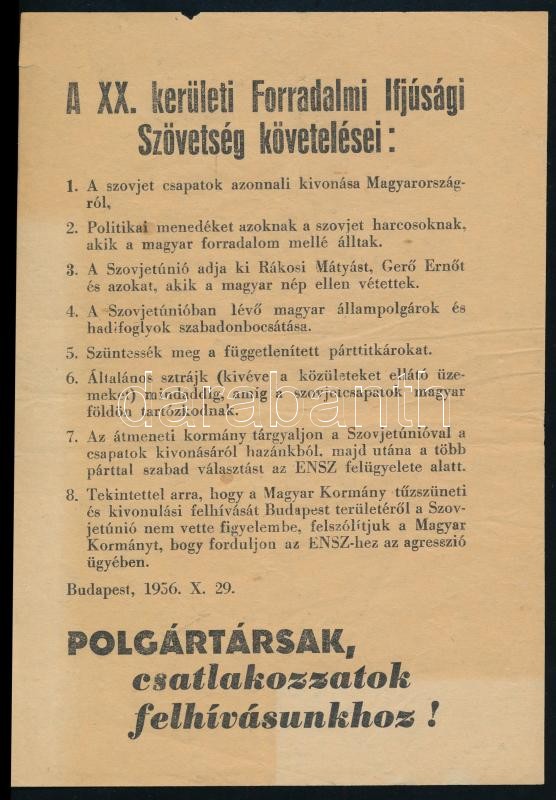 A XX. kerületi Forradalmi Ifjúsági
Szövetség követelései:
1. A szovjet csapatok azonnali kivonása Magyarország-
ról,
2. Politikai menedéket azoknak a szovjet harcosoknak,
akik a magyar forradalom mellé álltak.
3. A Szovjetúnió adja ki Rákosi Mátyást, Gerő Ernőt
és azokat, akik a magyar nép ellen vétettek.
4. A Szovjetúnióban lévő magyar állampolgárok és
hadifoglyok szabadonbocsátása.
5. Szüntessék meg a függetlenített párttitkárokat.
6. Általános sztrájk (kivéve a közületeket ellátó üze-
meket) mindaddig, amig a szovjetcsapatok magyar
földön tartózkodnak.
7. Az átmeneti kormány tárgyaljon a Szovjetúnióval a
csapatok kivonásáról hazánkból, majd utána a több
párttal szabad választást az ENSZ felügyelete alatt.
8. Tekintettel arra, hogy a Magyar Kormány tűzszüneti
és kivonulási felhívását Budapest területéről a Szov-
jetúnió nem vette figyelembe, felszólítjuk a Magyar
Kormányt, hogy forduljon az ENSZ-hez az agresszió
ügyében.
Budapest, 1956. X. 29.
POLGÁRTÁRSAK,
csatlakozzatok
felhívásunkhoz!
darabanth